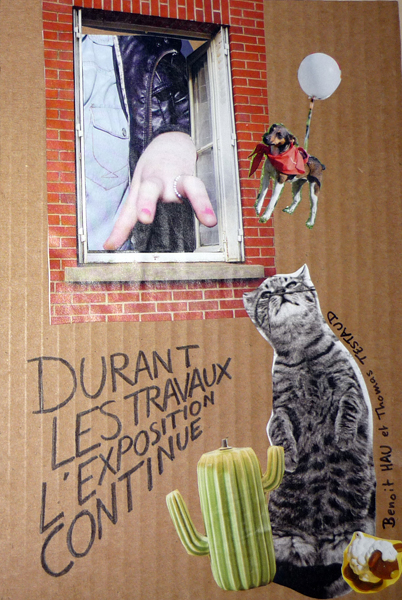 DURANT
LES TRAVAUX
L'EXPOSITION
CONTINUE
Benoit HAU et Thomas TESTAUD